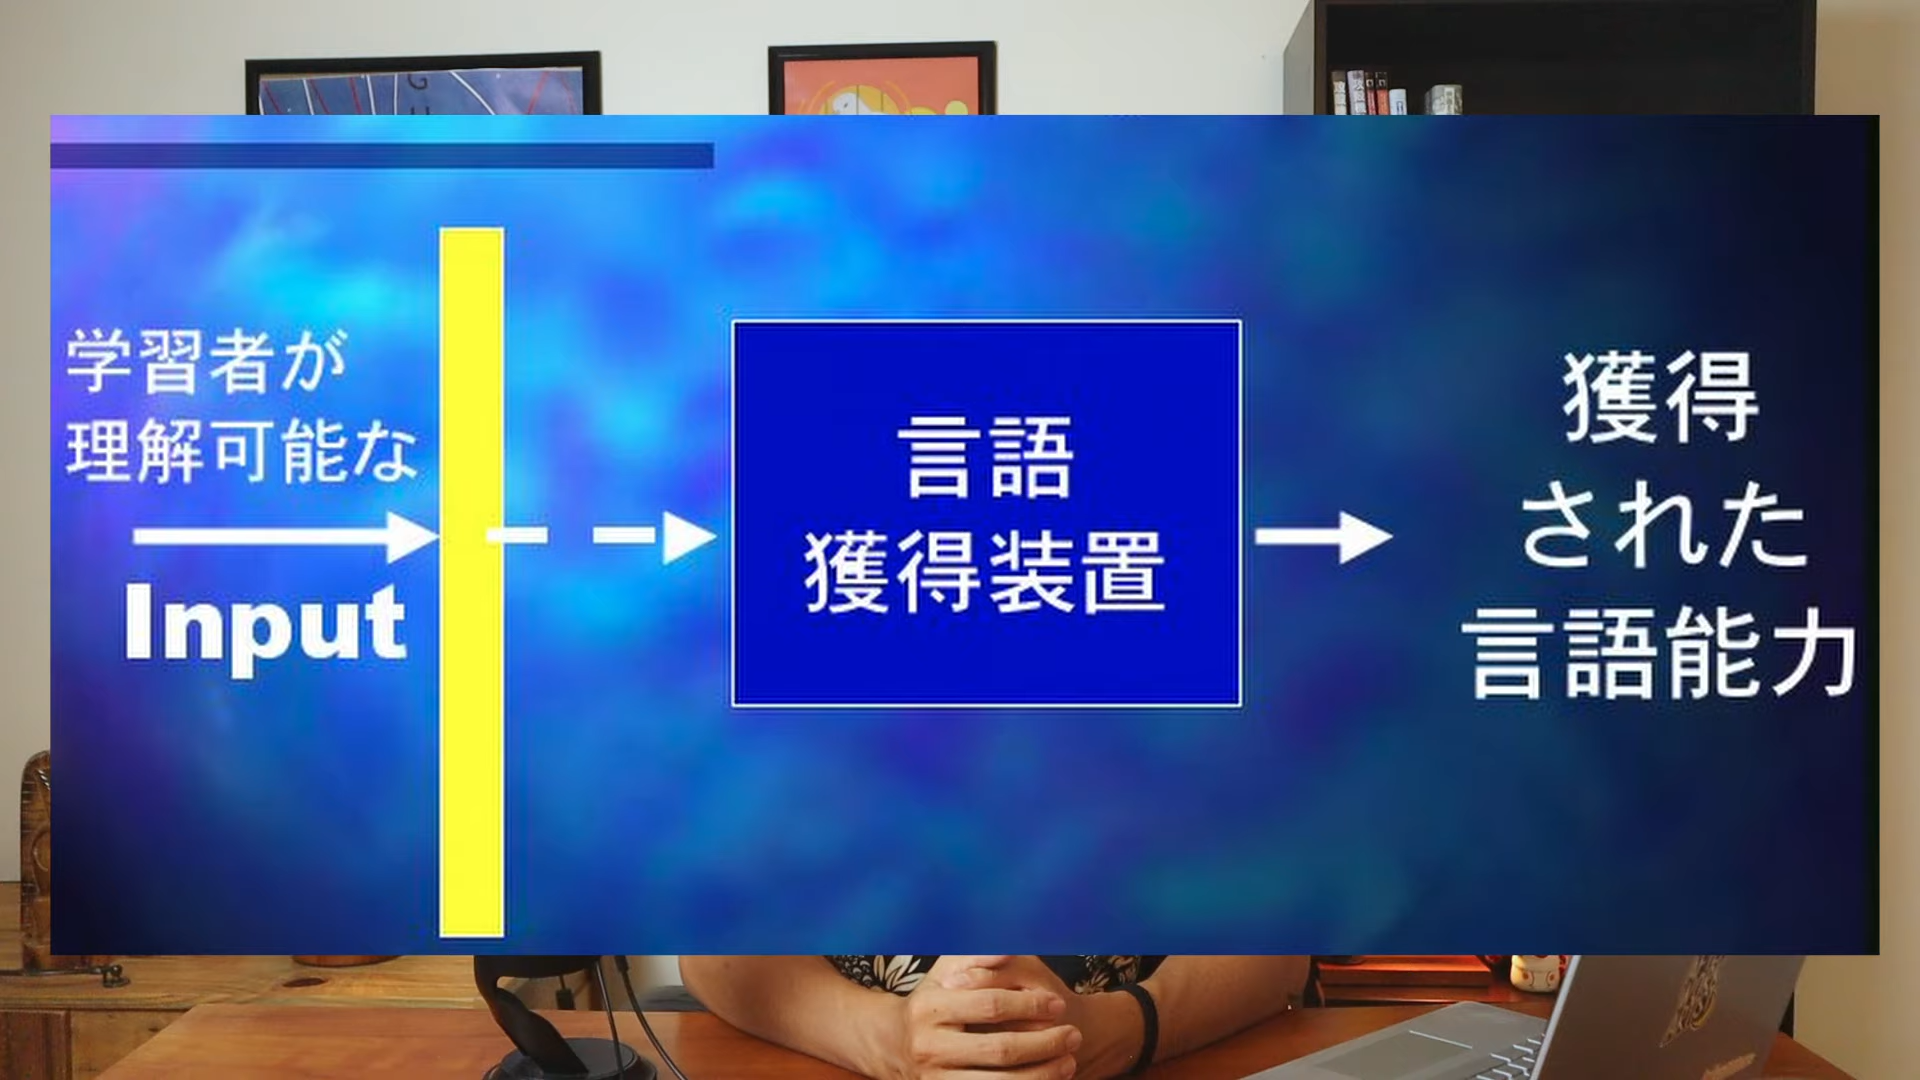 学習者が
理解可能な
Input
言語
獲得装置
獲得
された
言語能力